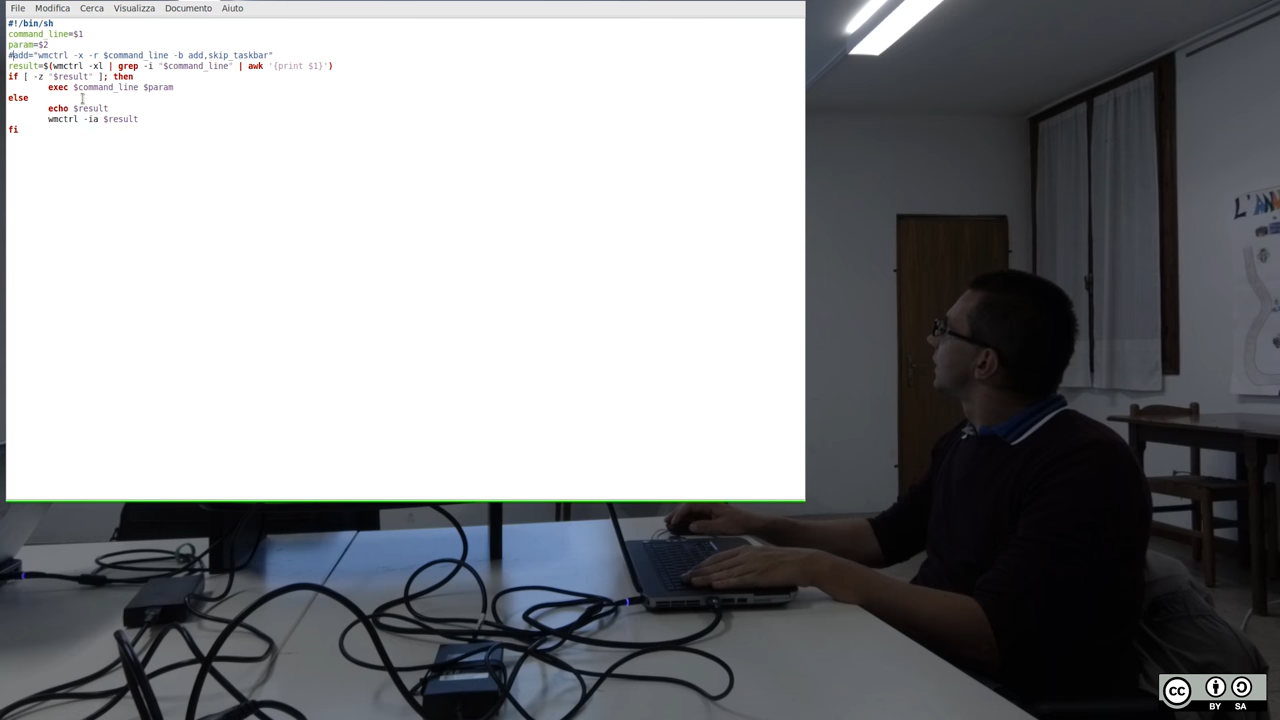 File Modifica Cerca Visualizza Documento Aiuto
#!/bin/sh
command_line=$1
param=$2
#add="wmctrl -x -r $command_line -b add,skip_taskbar"
result=$(wmctrl -xl | grep -i "$command_line" | awk '{print $1}')
if [ -z "$result" ]; then
exec $command_line $param
else
echo $result
wmctrl -ia $result
fi
L'AN
CC
BY SA